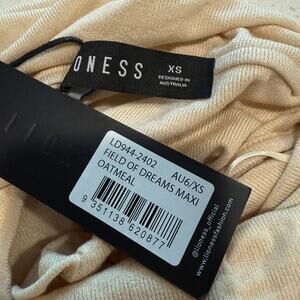 IONESS
XS
DESIGNED IN
AUSTRALIA
LD944-2402 AU6/XS
FIELD OF DREAMS MAXI
OATMEAL
9 351138 620877
@lioness_official
www.lionessfashion.com